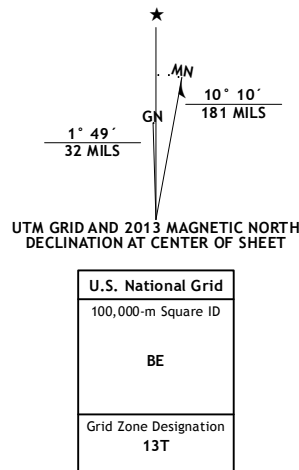 ★
MN
GN
10° 10´
181 MILS
1° 49´
32 MILS
UTM GRID AND 2013 MAGNETIC NORTH
DECLINATION AT CENTER OF SHEET
U.S. National Grid
100,000-m Square ID
BE
Grid Zone Designation
13T